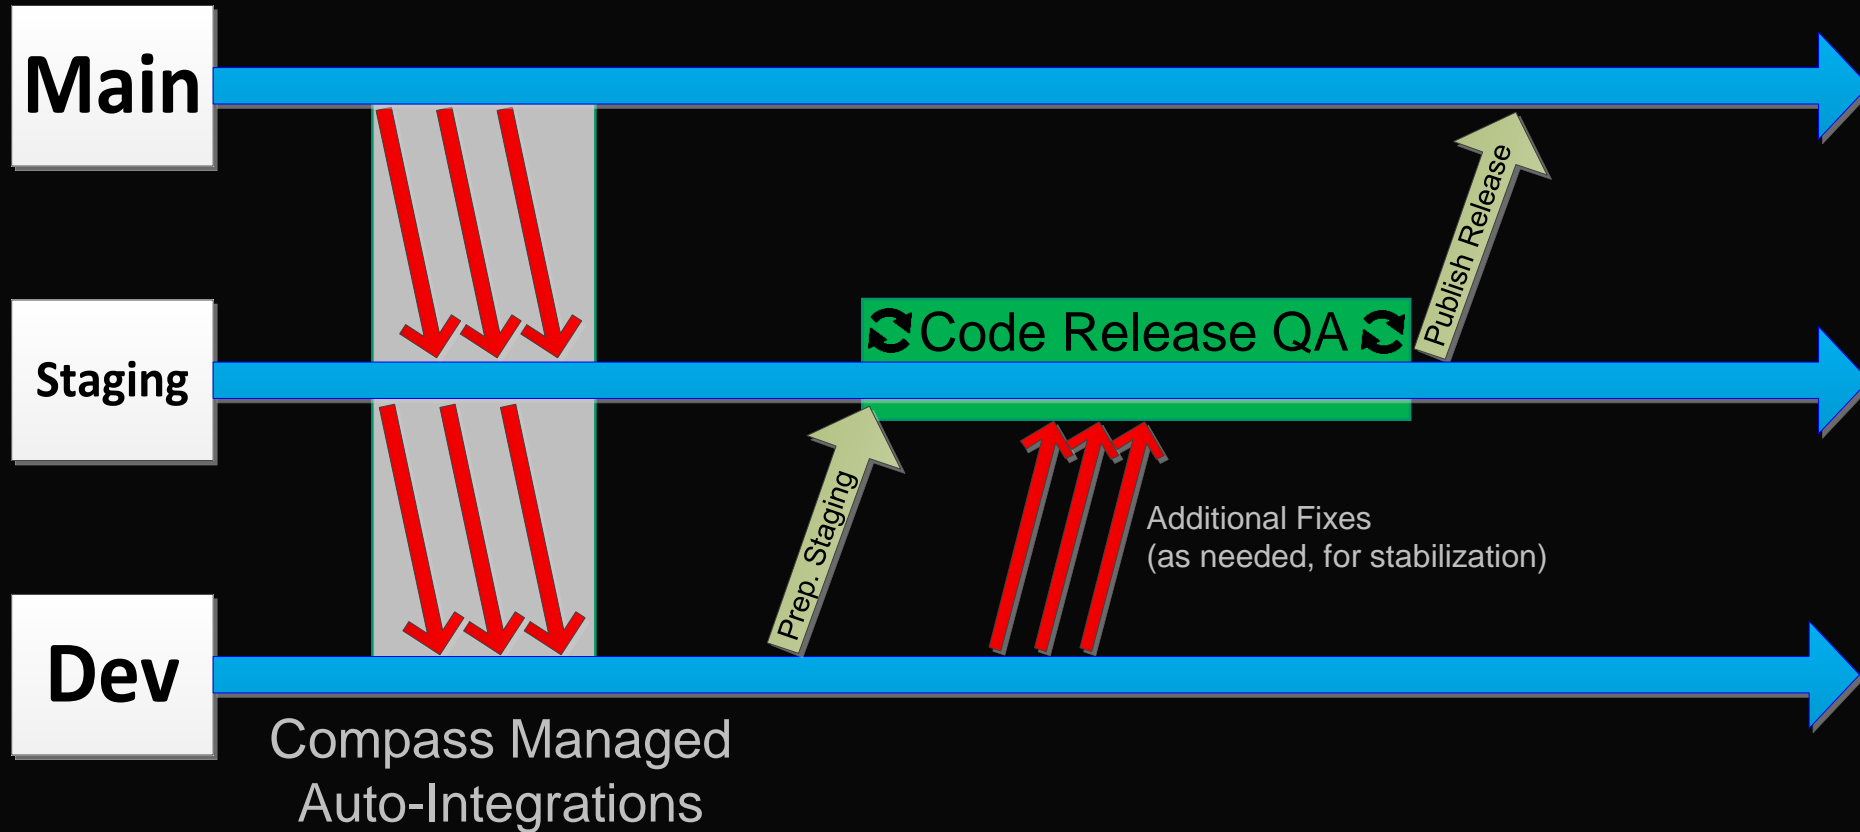 Main
Publish Release
Code Release QA
Staging
Prep. Staging
Additional Fixes
(as needed, for stabilization)
Dev
Compass Managed
Auto-Integrations